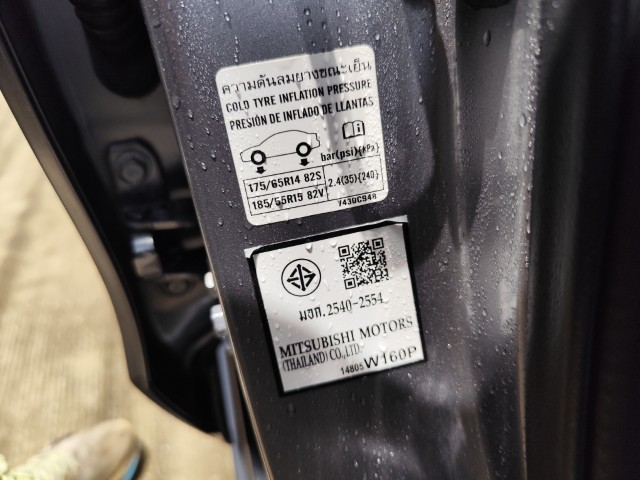 ความดันลมยางขณะเย็น
COLD TYRE INFLATION PRESSURE
PRESIÓN DE INFLADO DE LLANTAS
bar(psi){kPa}
175/65R14 82S
2.4(35){240}
185/55R15 82V
7430C948
มอก.2540-2554
MITSUBISHI MOTORS
(THAILAND) CO.,LTD.
14805 W160P